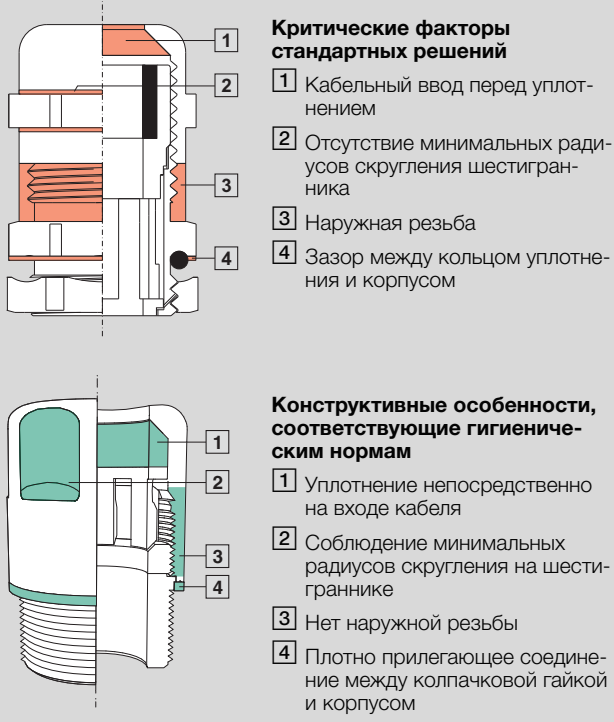 Критические факторы
стандартных решений
1 Кабельный ввод перед уплот-
нением
2 Отсутствие минимальных ради-
усов скругления шестигран-
ника
3 Наружная резьба
4 Зазор между кольцом уплотне-
ния и корпусом
1
2
3
4
Конструктивные особенности,
соответствующие гигиениче-
ским нормам
1 Уплотнение непосредственно
на входе кабеля
2 Соблюдение минимальных
радиусов скругления на шести-
граннике
3 Нет наружной резьбы
4 Плотно прилегающее соедине-
ние между колпачковой гайкой
и корпусом
1
2
3
4